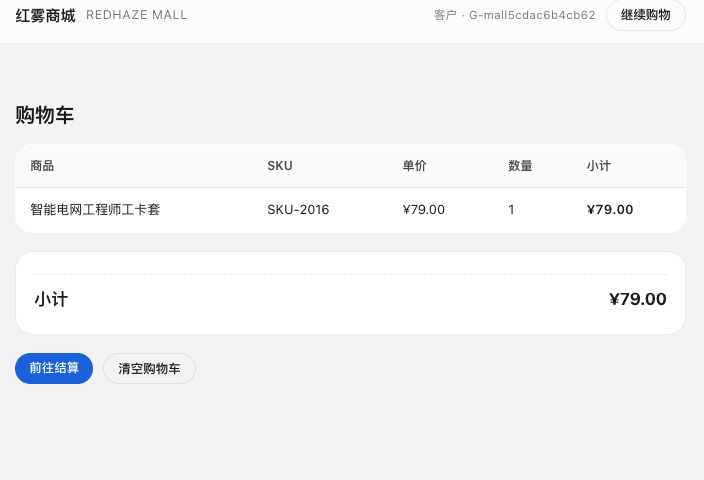 红雾商城 REDHAZE MALL 客户 · G-mall5cdac6b4cb62 继续购物
购物车
商品 SKU 单价 数量 小计
智能电网工程师工卡套 SKU-2016 ¥79.00 1 ¥79.00
小计 ¥79.00
前往结算 清空购物车